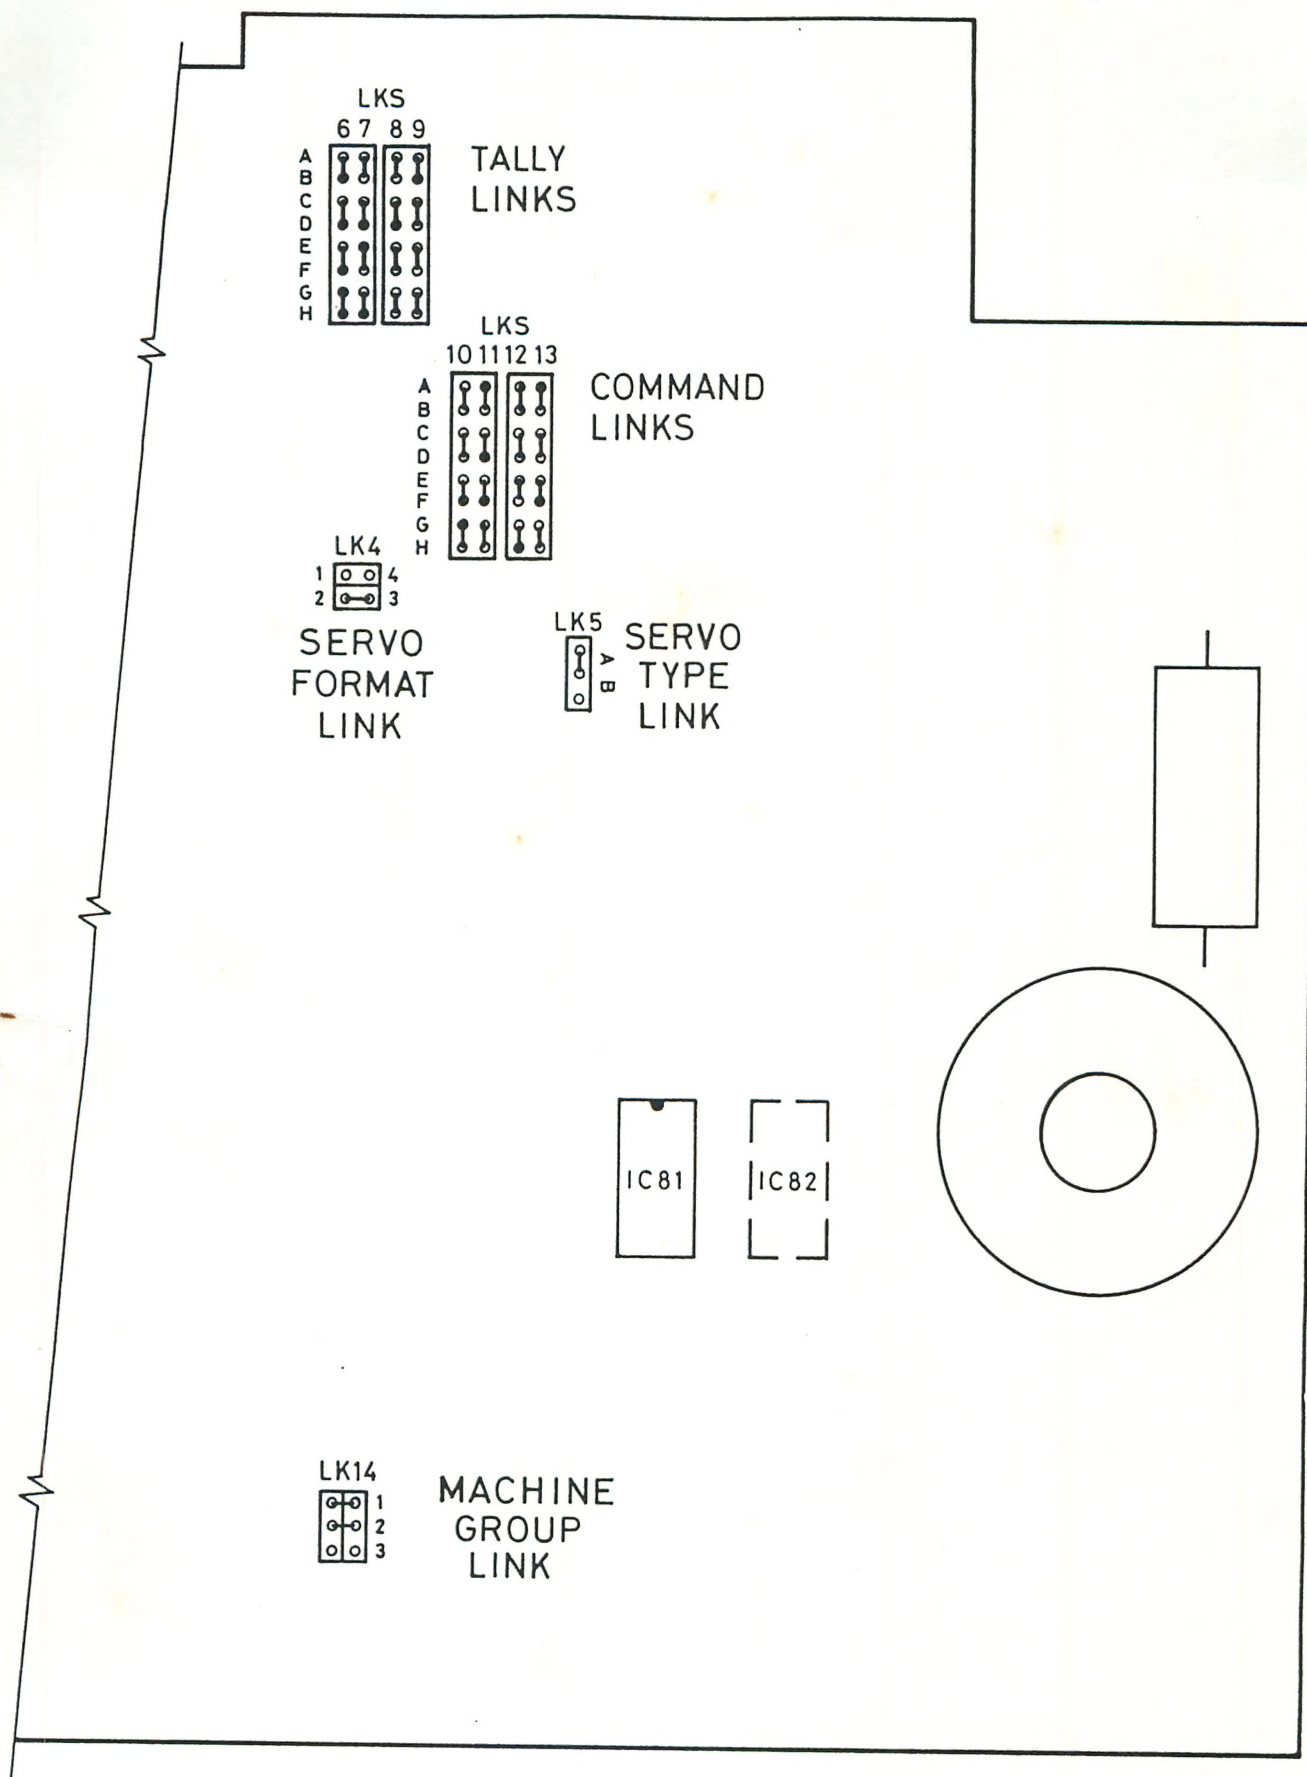 LKS
6 7 8 9
A
B
C
D
E
F
G
H
TALLY
LINKS
LKS
10 11 12 13
A
B
C
D
E
F
G
H
COMMAND
LINKS
LK4
1 4
2 3
SERVO
FORMAT
LINK
LK5
A
B
SERVO
TYPE
LINK
IC81
IC82
LK14
1
2
3
MACHINE
GROUP
LINK